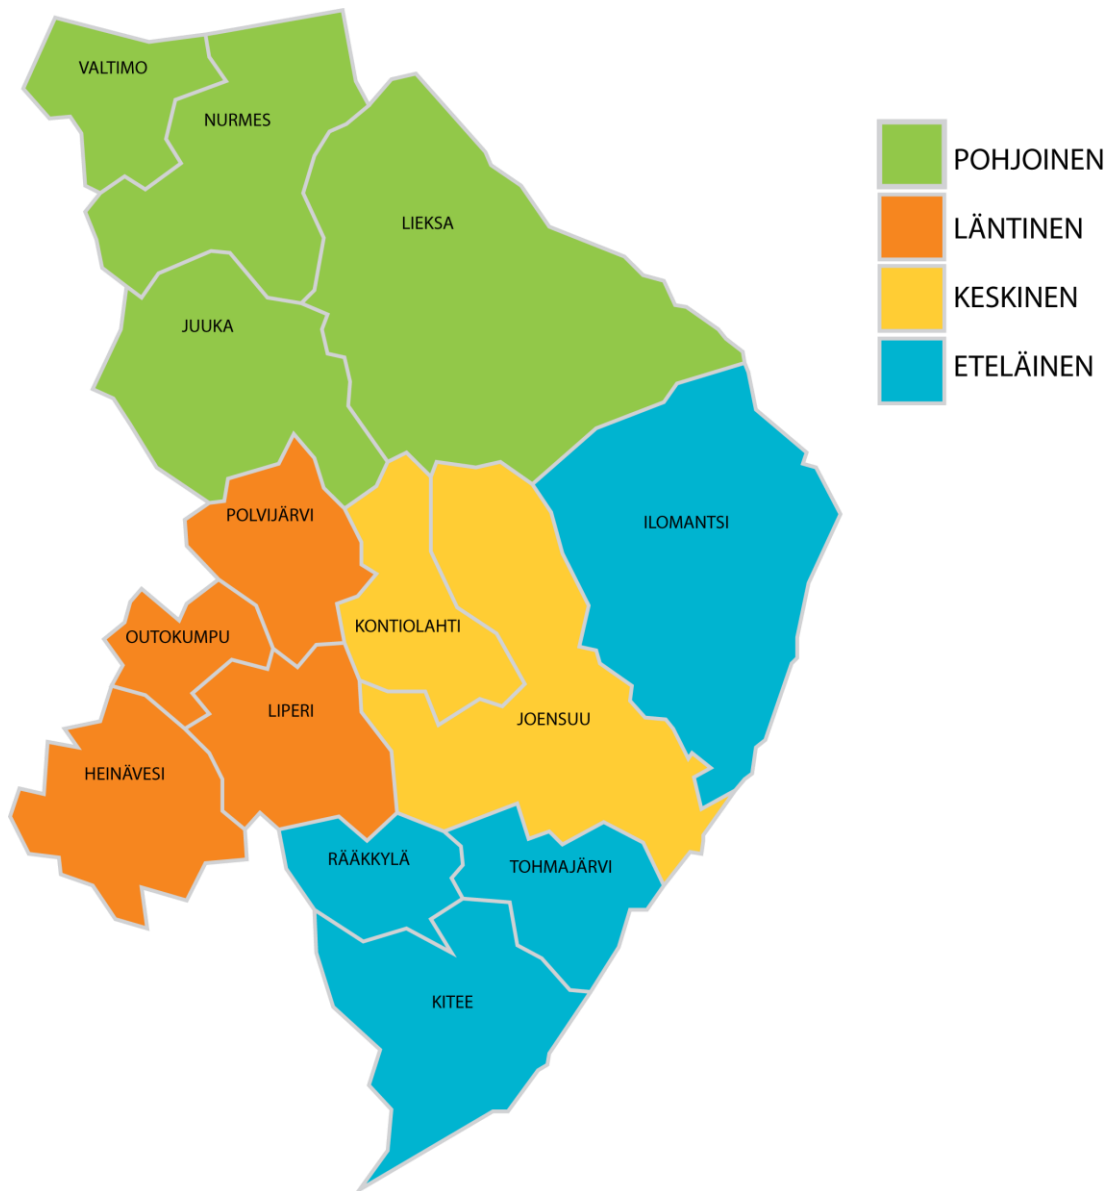 VALTIMO
NURMES
LIEKSA
JUUKA
POLVIJÄRVI
ILOMANTSI
OUTOKUMPU
KONTIOLAHTI
LIPERI
JOENSUU
HEINÄVESI
RÄÄKKYLÄ
TOHMAJÄRVI
KITEE
POHJOINEN
LÄNTINEN
KESKINEN
ETELÄINEN